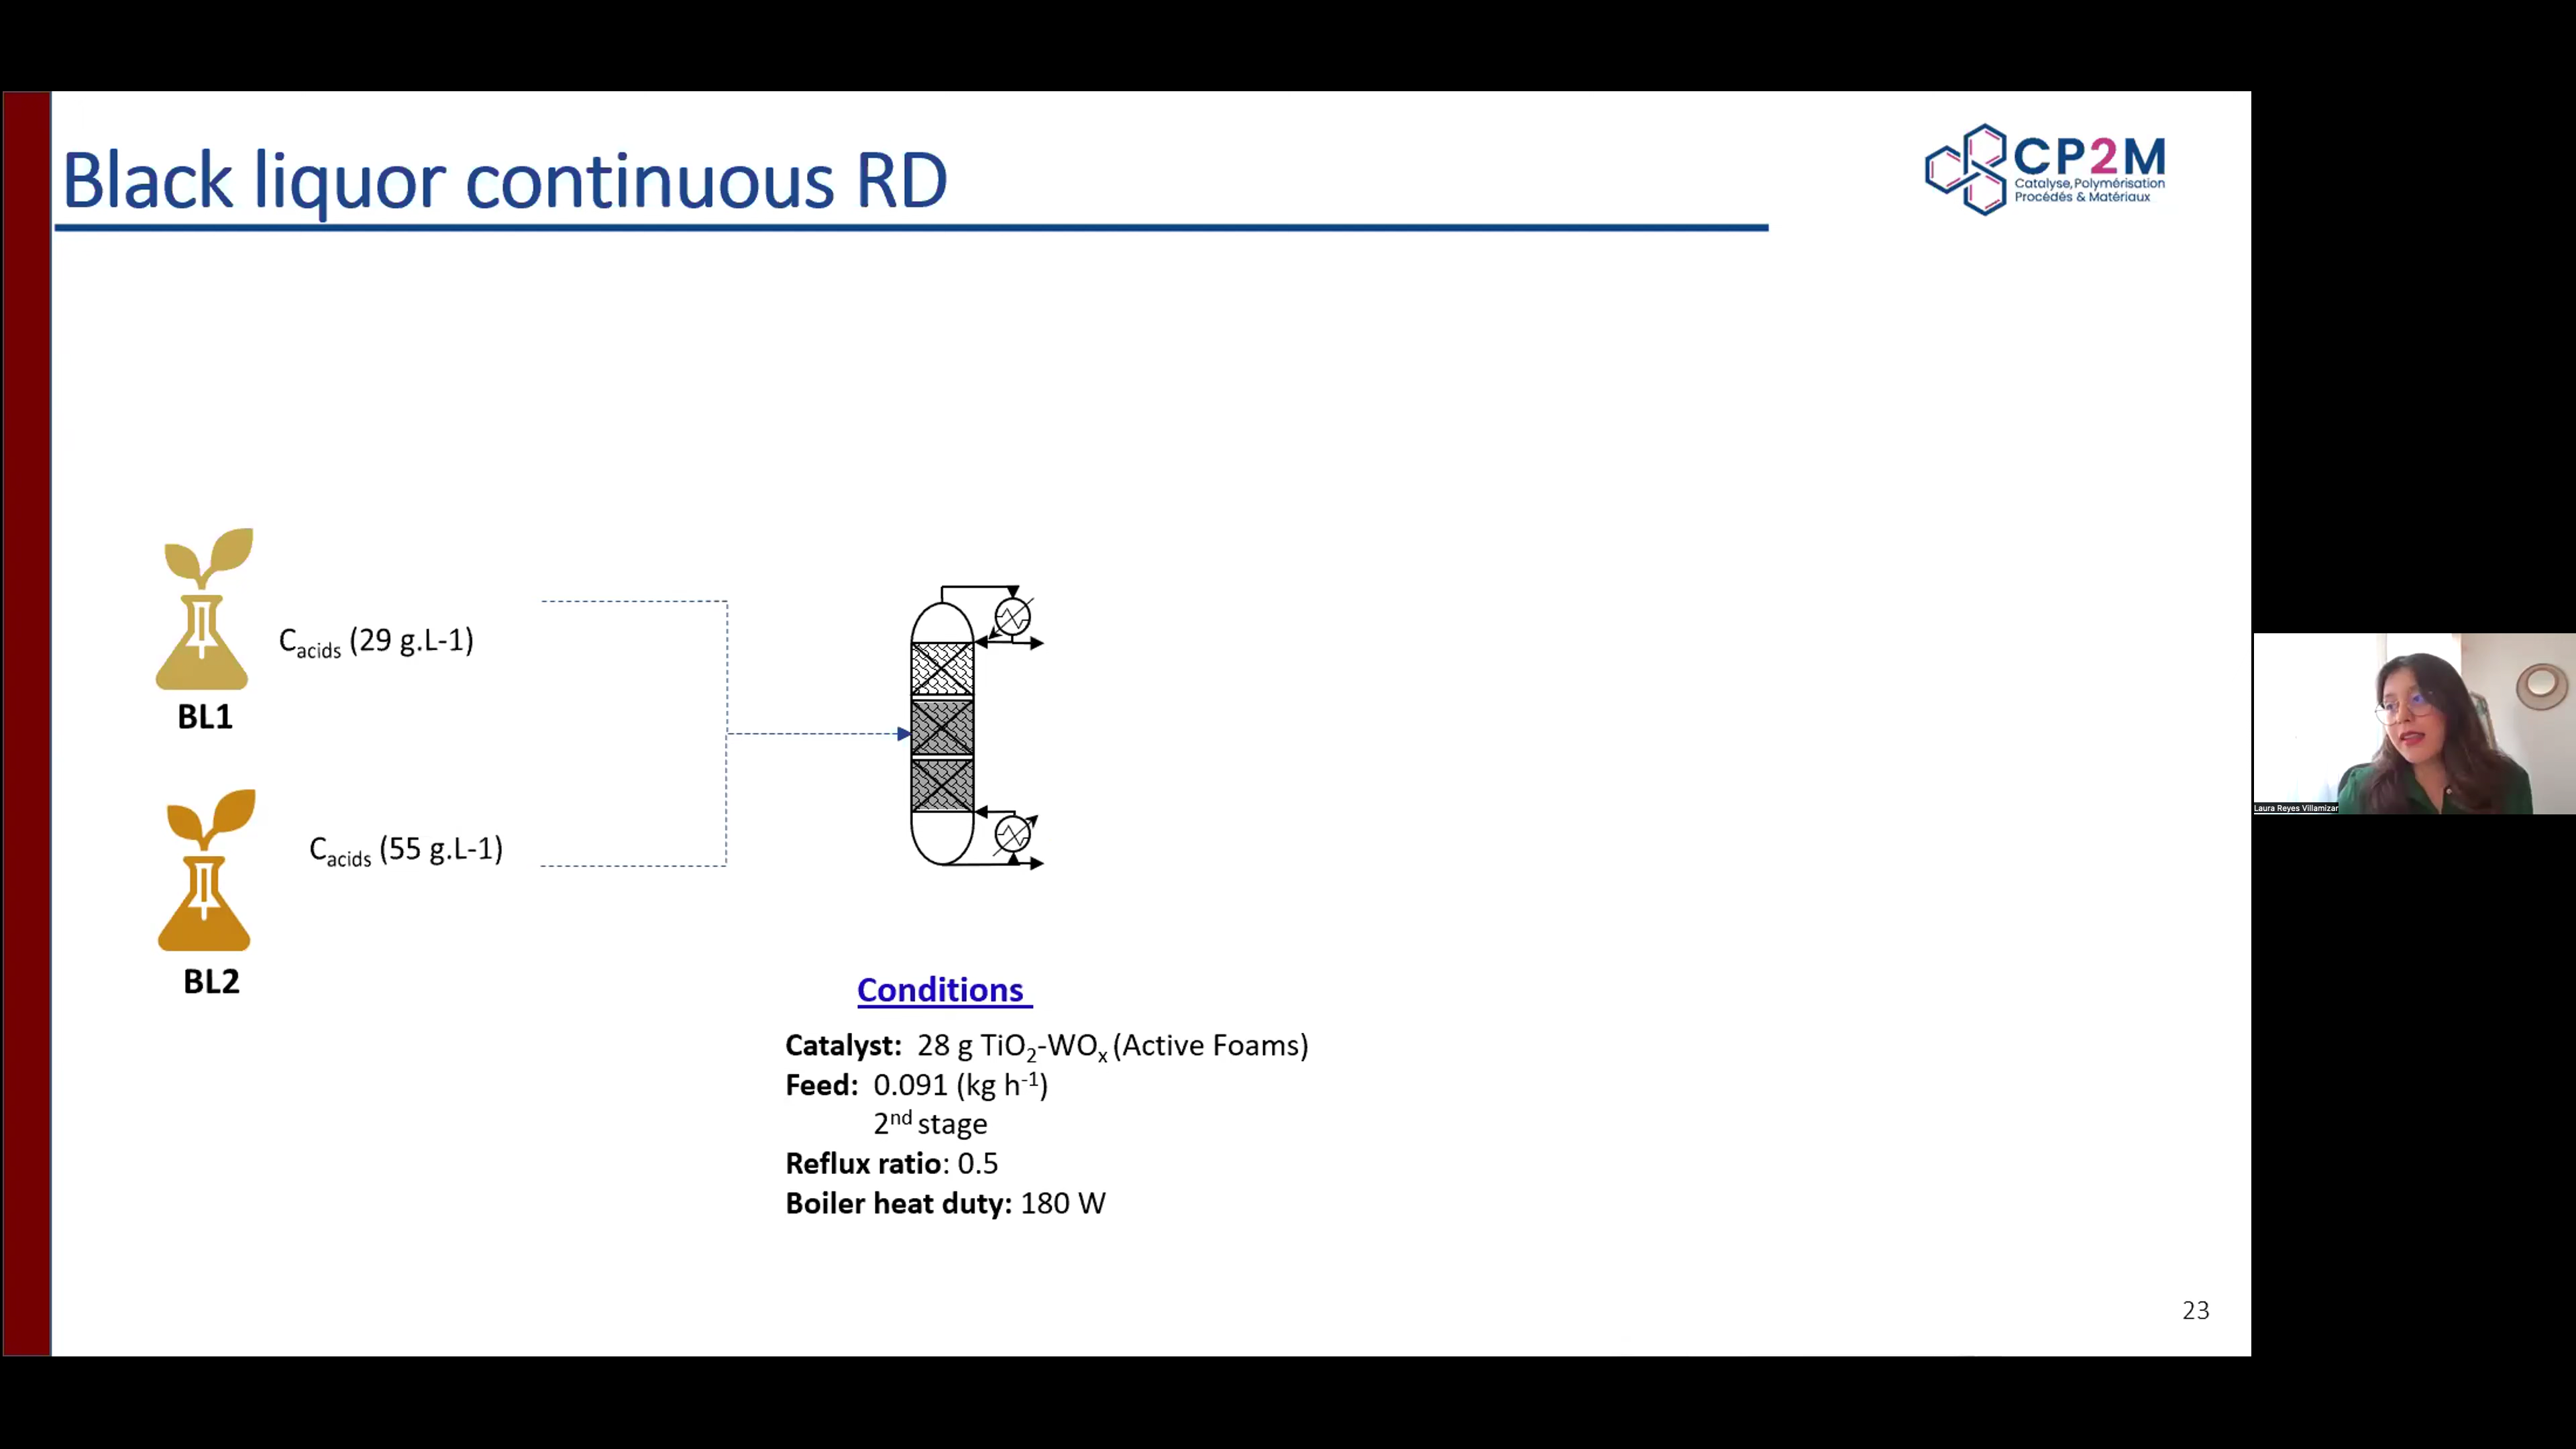 Black liquor continuous RD
CP2M
Catalyse, Polymérisation
Procédés & Matériaux
C_acids (29 g.L-1)
BL1
C_acids (55 g.L-1)
BL2
Conditions
Catalyst: 28 g TiO₂-WOₓ (Active Foams)
Feed: 0.091 (kg h⁻¹)
2ⁿᵈ stage
Reflux ratio: 0.5
Boiler heat duty: 180 W
Laura Reyes Villamizar
23